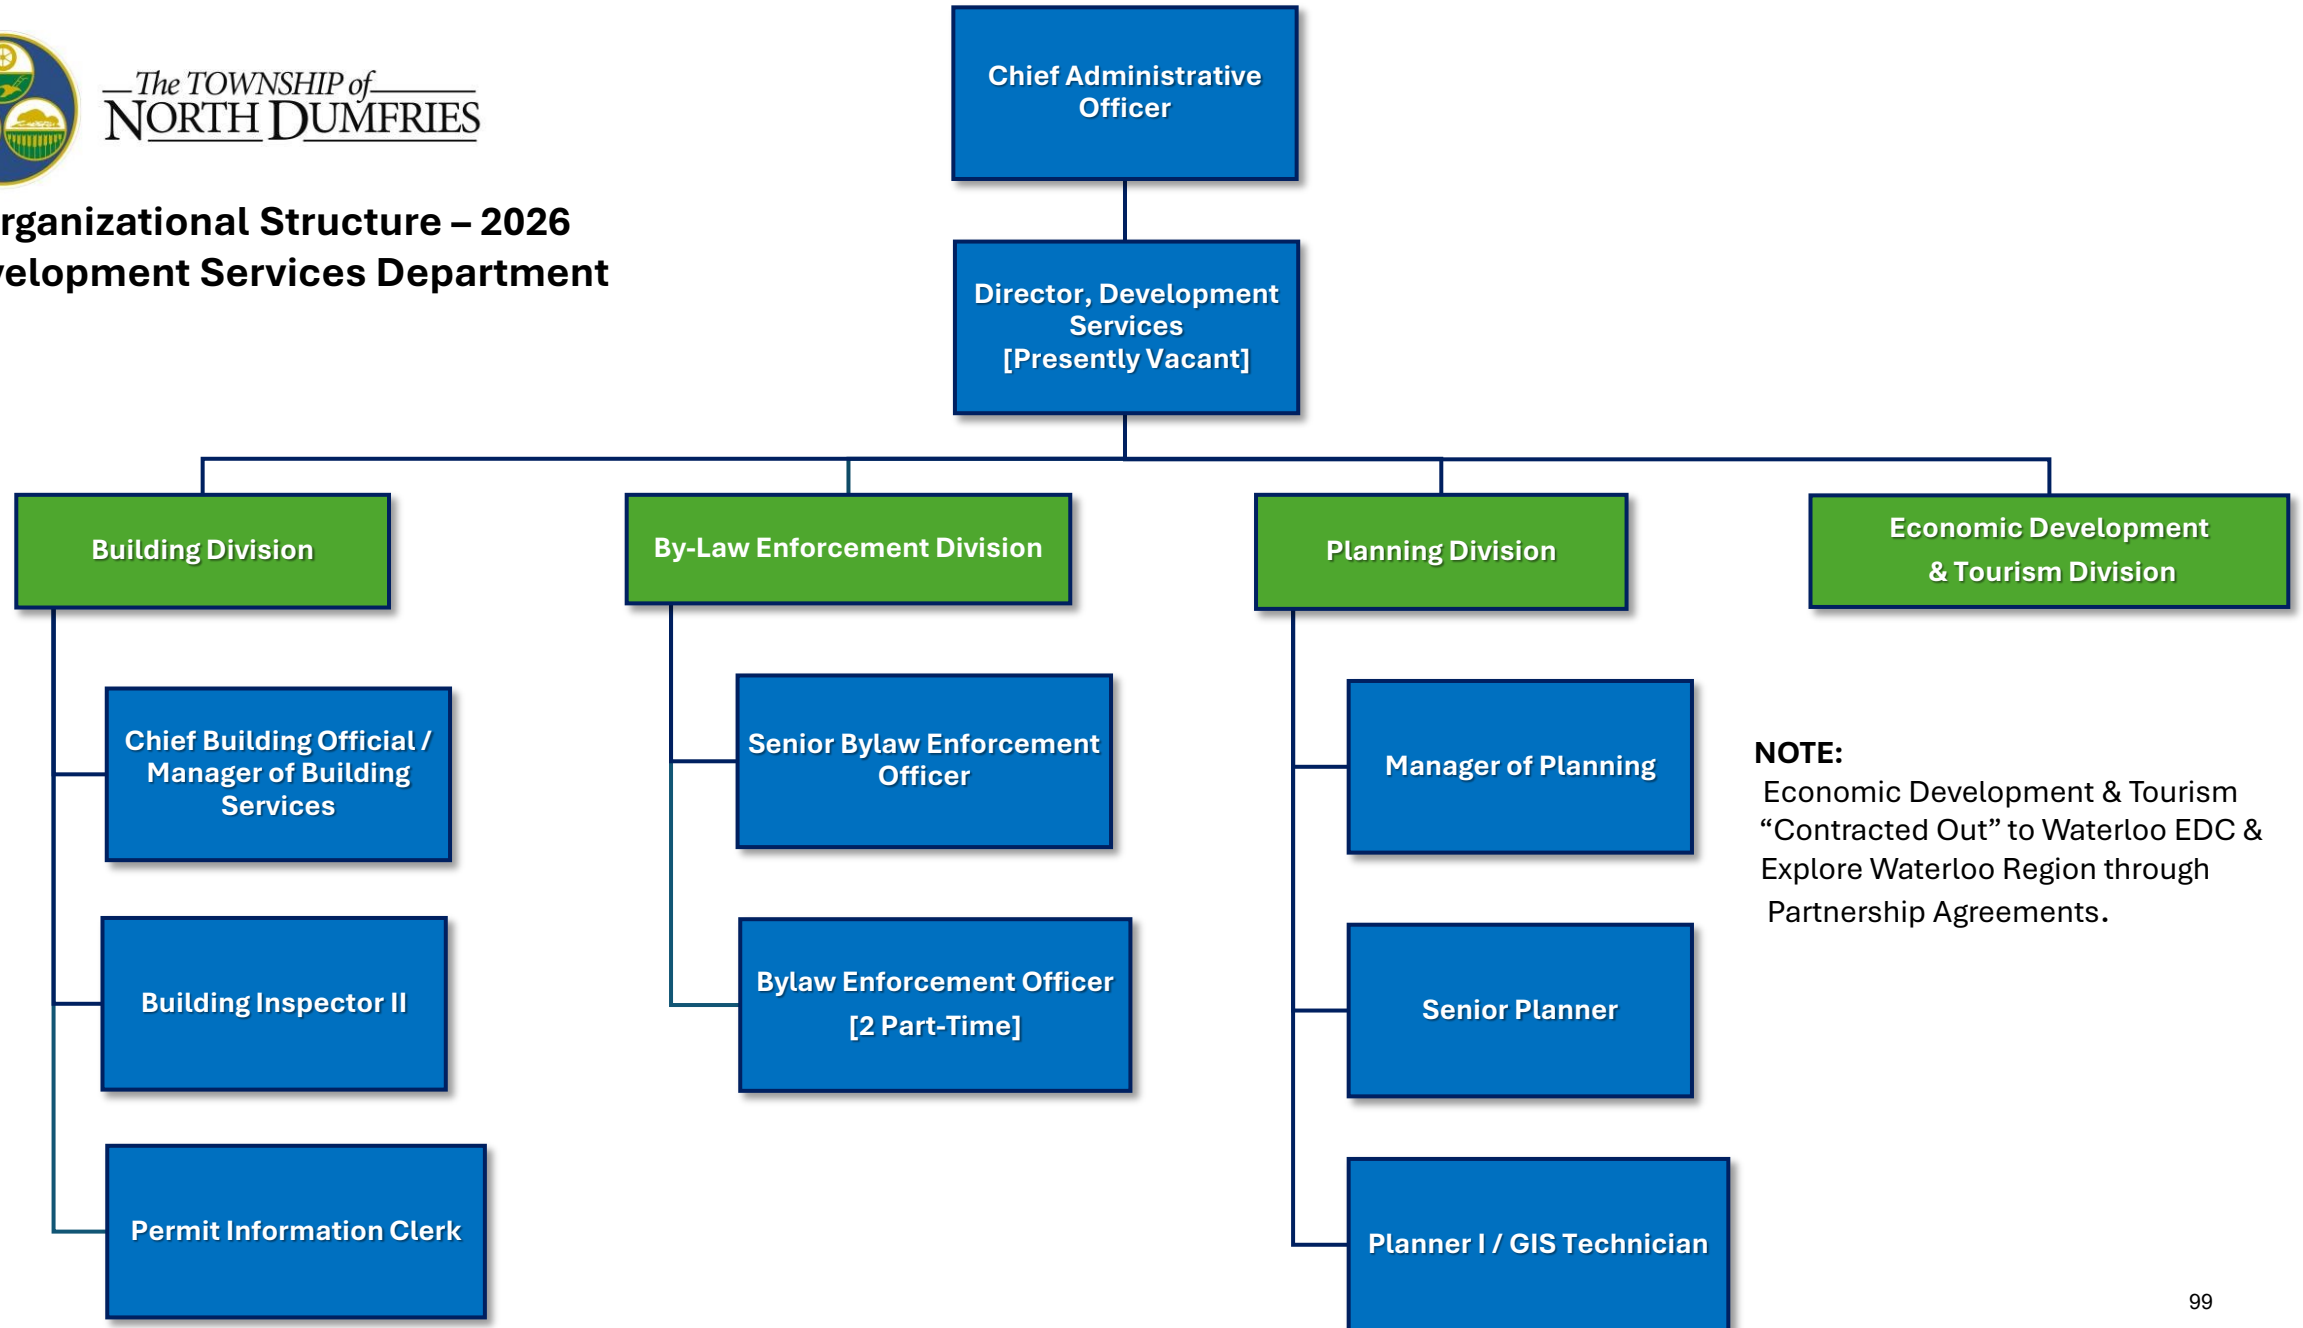 The TOWNSHIP of
NORTH DUMFRIES
rganizational Structure – 2026
velopment Services Department
Chief Administrative
Officer
Director, Development
Services
[Presently Vacant]
Building Division
By-Law Enforcement Division
Planning Division
Economic Development
& Tourism Division
Chief Building Official /
Manager of Building
Services
Building Inspector II
Permit Information Clerk
Senior Bylaw Enforcement
Officer
Bylaw Enforcement Officer
[2 Part-Time]
Manager of Planning
Senior Planner
Planner I / GIS Technician
NOTE:
Economic Development & Tourism
“Contracted Out” to Waterloo EDC &
Explore Waterloo Region through
Partnership Agreements.
99